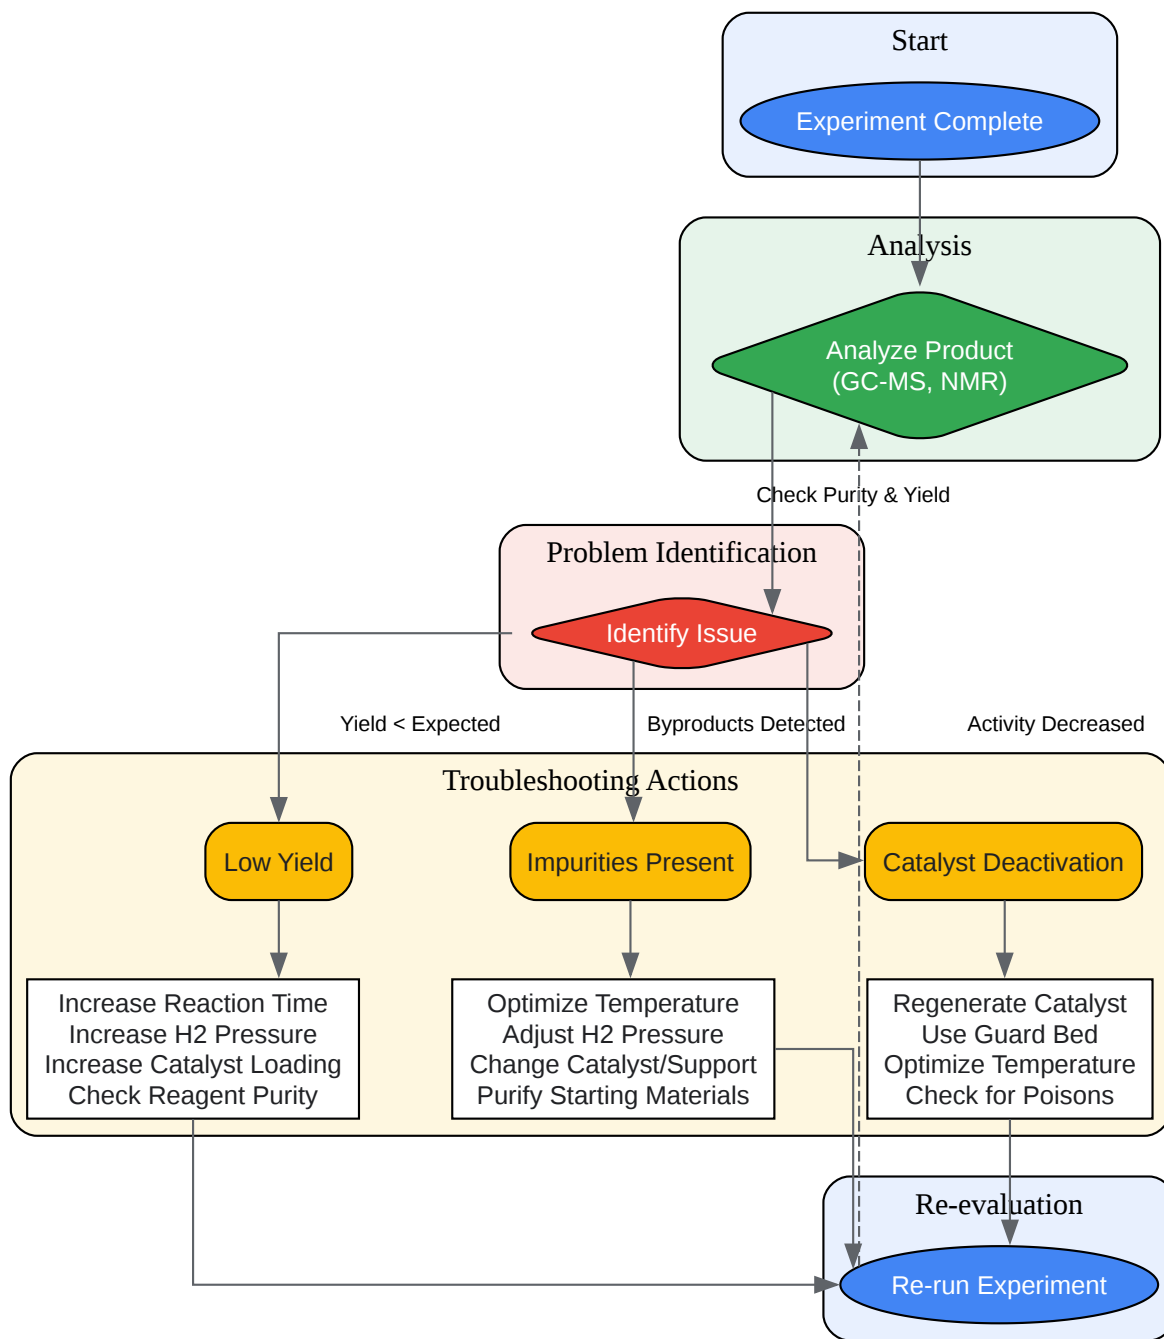 Start
Experiment Complete
Analysis
Analyze Product
(GC-MS, NMR)
Check Purity & Yield
Problem Identification
Identify Issue
Yield < Expected
Byproducts Detected
Activity Decreased
Troubleshooting Actions
Low Yield
Impurities Present
Catalyst Deactivation
Increase Reaction Time
Increase H2 Pressure
Increase Catalyst Loading
Check Reagent Purity
Optimize Temperature
Adjust H2 Pressure
Change Catalyst/Support
Purify Starting Materials
Regenerate Catalyst
Use Guard Bed
Optimize Temperature
Check for Poisons
Re-evaluation
Re-run Experiment